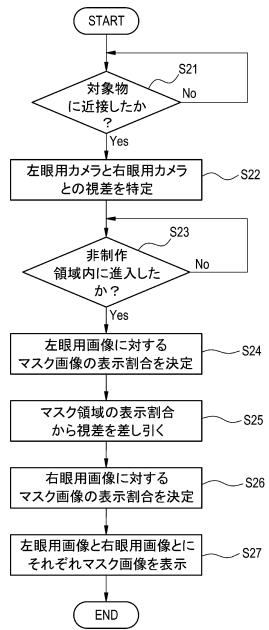 START
S21
対象物
に近接したか
？
No
Yes
左眼用カメラと右眼用カメラ
との視差を特定
S22
S23
非制作
領域内に進入した
か？
No
Yes
左眼用画像に対する
マスク画像の表示割合を決定
S24
マスク領域の表示割合
から視差を差し引く
S25
右眼用画像に対する
マスク画像の表示割合を決定
S26
左眼用画像と右眼用画像とに
それぞれマスク画像を表示
S27
END